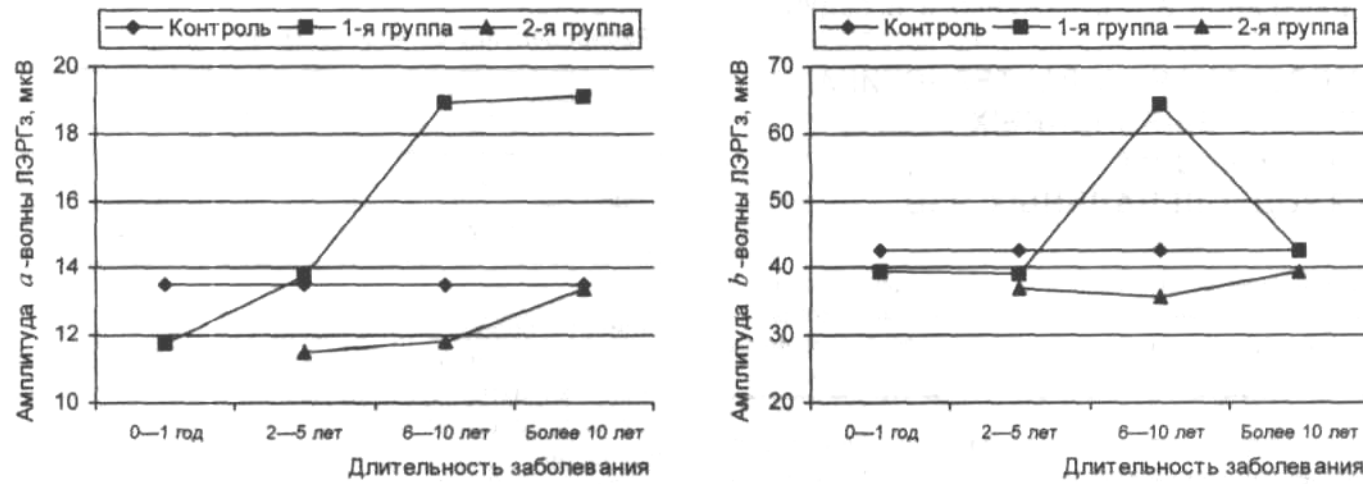 Контроль 1-я группа 2-я группа
Амплитуда a-волны ЛЭРГз, мкВ
20
18
16
14
12
10
0—1 год 2—5 лет 6—10 лет Более 10 лет
Длительность заболевания
Контроль 1-я группа 2-я группа
Амплитуда b-волны ЛЭРГз, мкВ
70
60
50
40
30
20
0—1 год 2—5 лет 6—10 лет Более 10 лет
Длительность заболевания